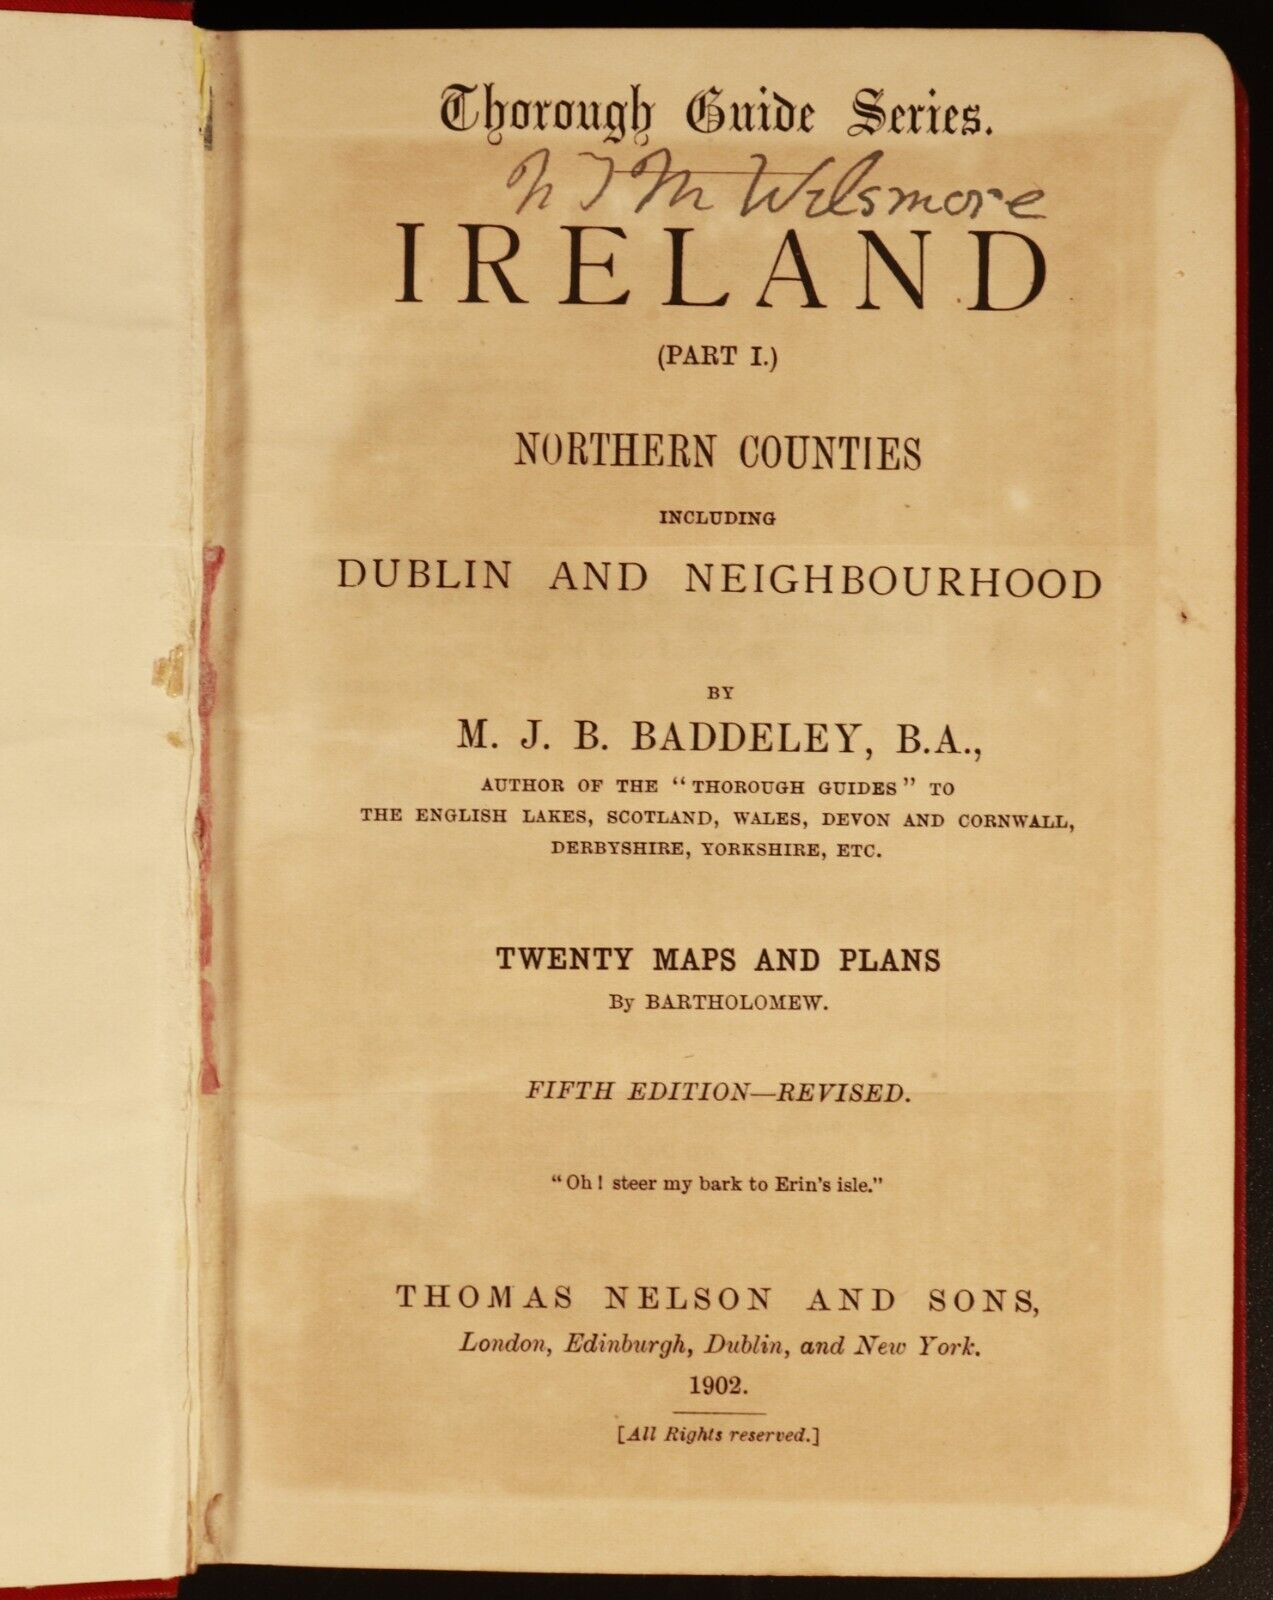 Thorough Guide Series.
N T M Wilsmore
IRELAND
(PART I.)
NORTHERN COUNTIES
INCLUDING
DUBLIN AND NEIGHBOURHOOD
BY
M. J. B. BADDELEY, B.A.,
AUTHOR OF THE “THOROUGH GUIDES” TO
THE ENGLISH LAKES, SCOTLAND, WALES, DEVON AND CORNWALL,
DERBYSHIRE, YORKSHIRE, ETC.
TWENTY MAPS AND PLANS
By BARTHOLOMEW.
FIFTH EDITION—REVISED.
“Oh! steer my bark to Erin's isle.”
THOMAS NELSON AND SONS,
London, Edinburgh, Dublin, and New York.
1902.
[All Rights reserved.]